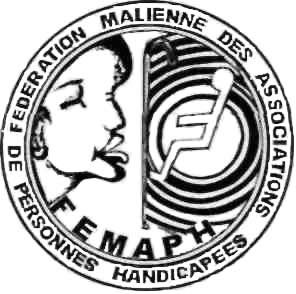 FEDERATION MALIENNE DES ASSOCIATIONS
DE PERSONNES HANDICAPEES
FEMAPH